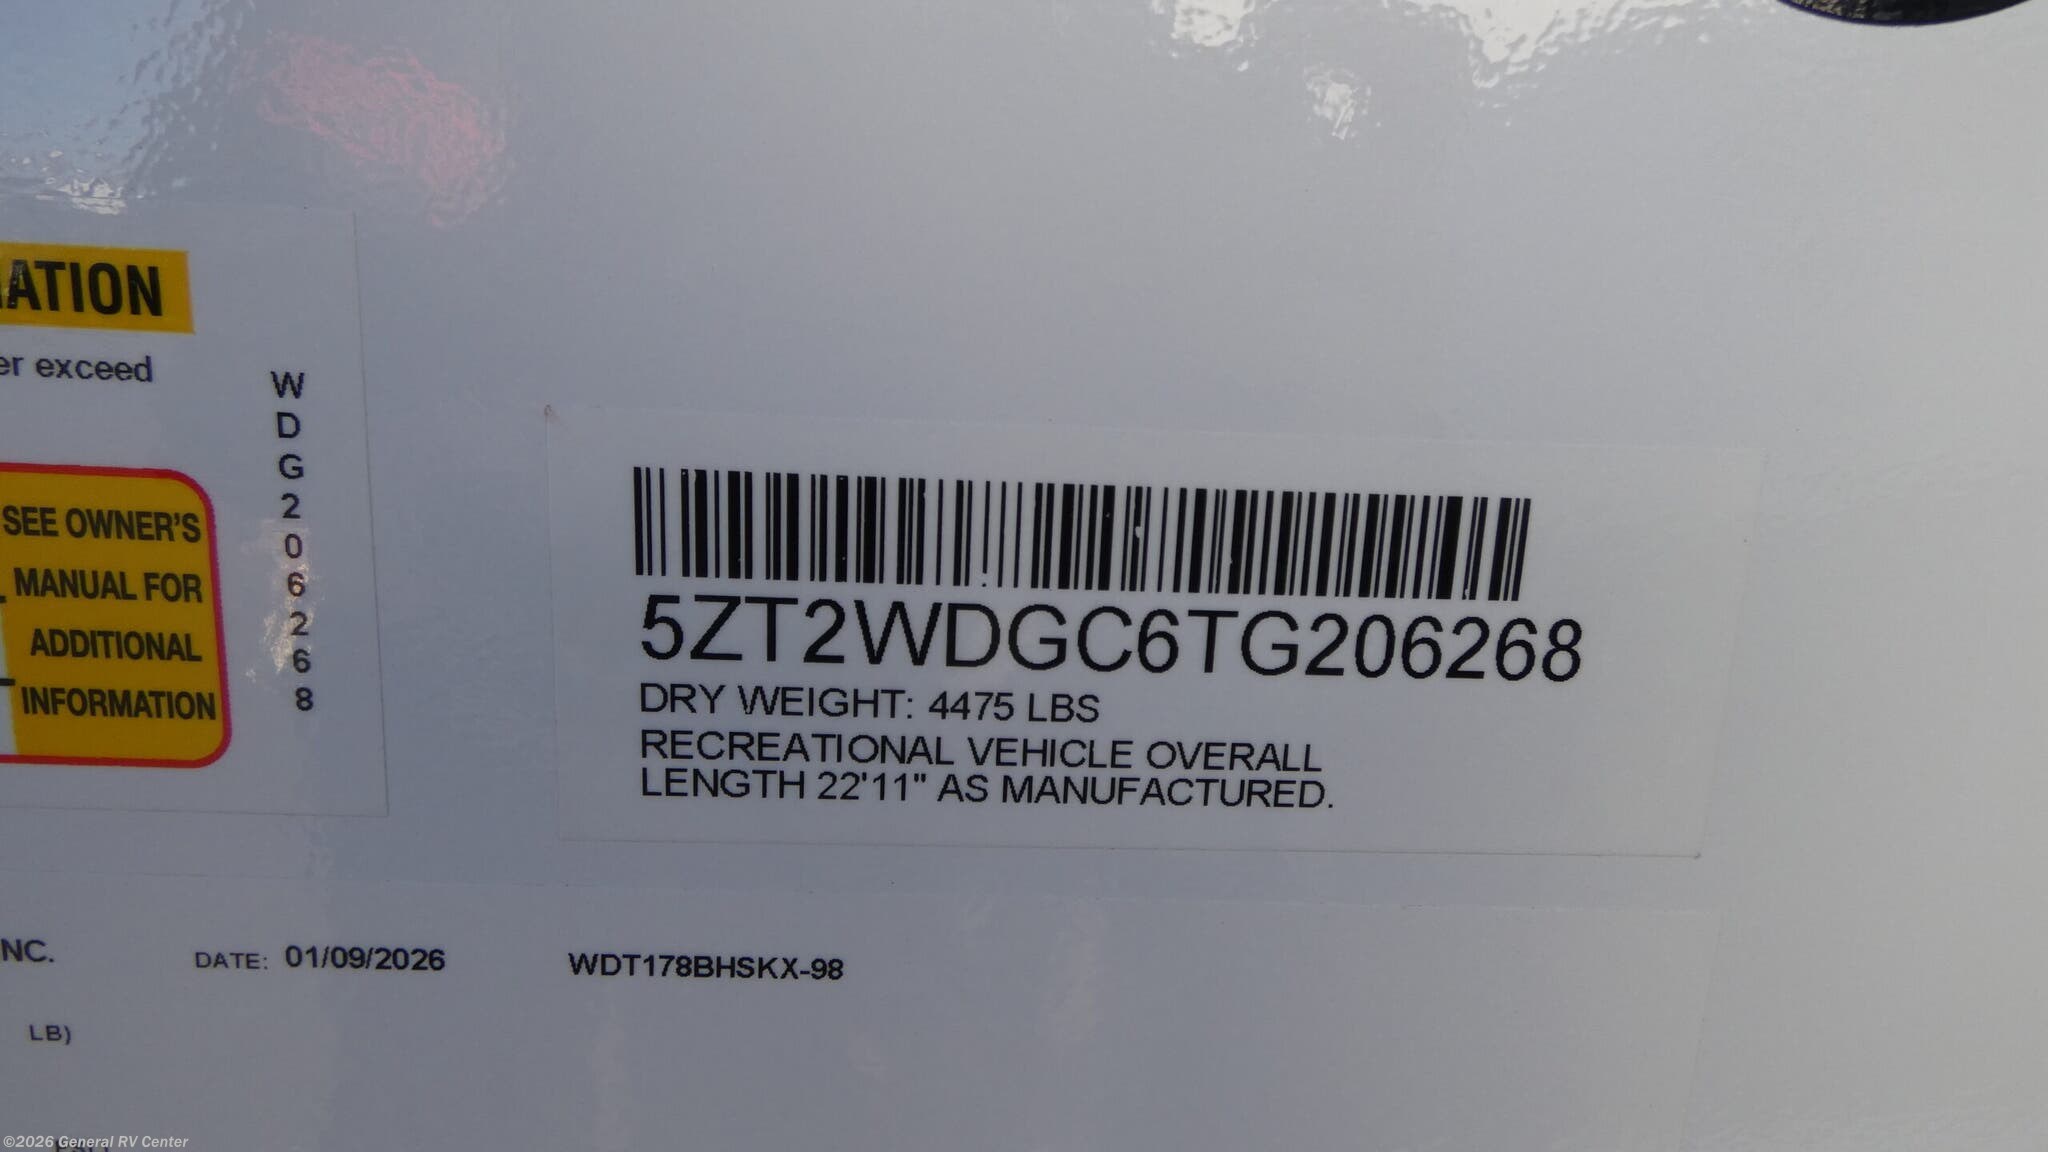 ATION
er exceed
W
D
G
2
0
6
2
6
8
SEE OWNER'S
MANUAL FOR
ADDITIONAL
INFORMATION
5ZT2WDGC6TG206268
DRY WEIGHT: 4475 LBS
RECREATIONAL VEHICLE OVERALL
LENGTH 22'11" AS MANUFACTURED.
NC. DATE: 01/09/2026 WDT178BHSKX-98
LB)
©2026 General RV Center